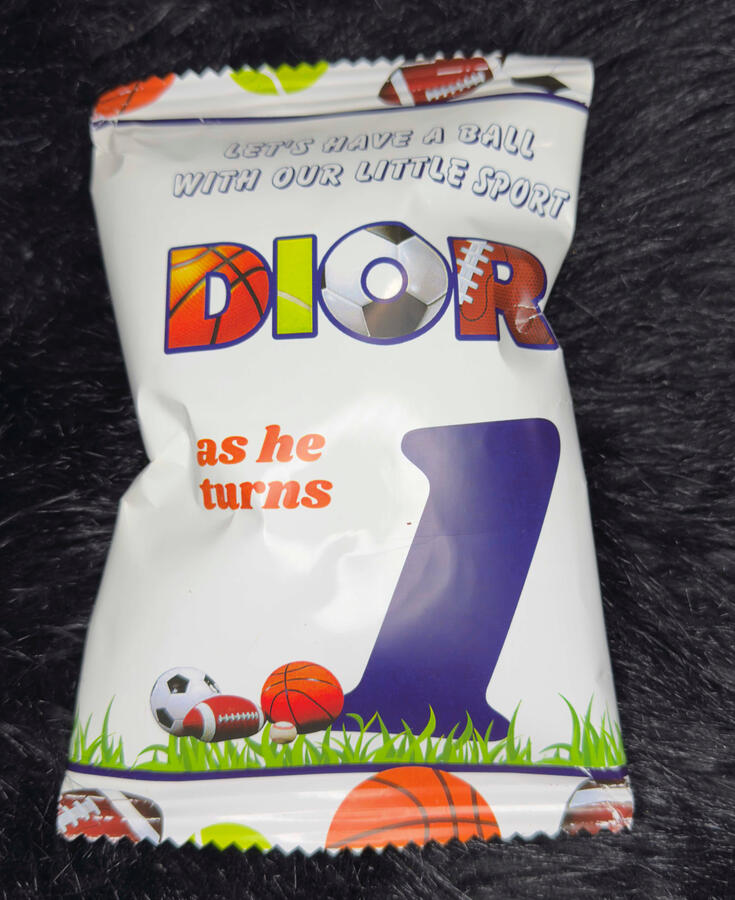 LET'S HAVE A BALL
WITH OUR LITTLE SPORT
DIOR
as he
turns
1